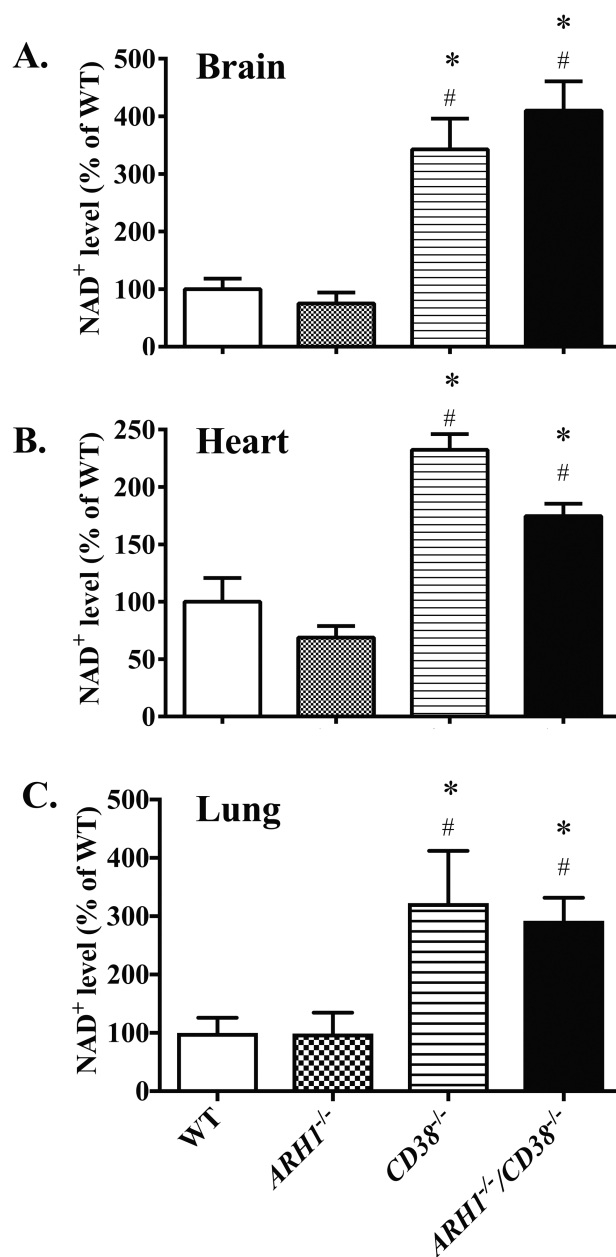 A.
Brain
NAD+ level (% of WT)
500
400
300
200
100
0
*
#
*
#
B.
Heart
NAD+ level (% of WT)
250
200
150
100
50
0
*
#
*
#
C.
Lung
NAD+ level (% of WT)
500
400
300
200
100
0
*
#
*
#
WT
ARH1-/-
CD38-/-
ARH1-/-/CD38-/-